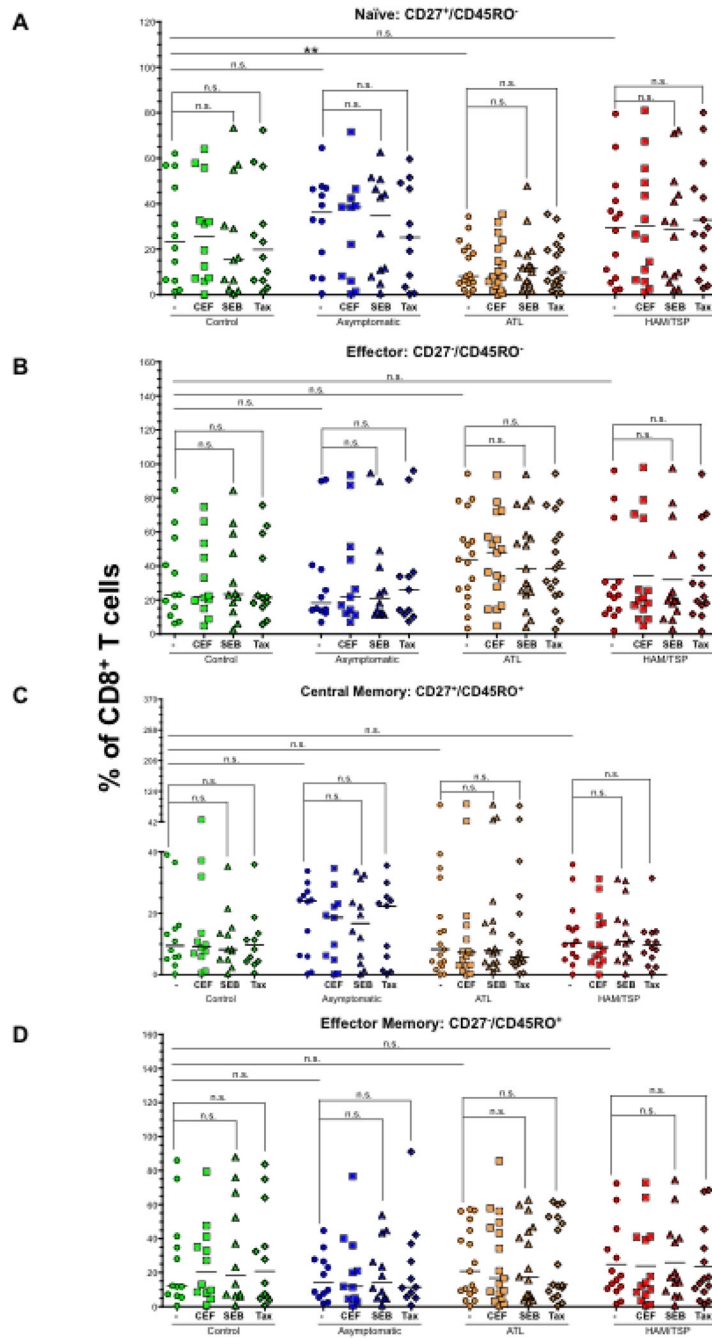 A
Naïve: CD27⁺/CD45RO⁻
n.s.
**
n.s.
n.s. n.s. n.s. n.s.
n.s. n.s. n.s. n.s.
120
100
80
60
40
20
0
- CEF SEB Tax - CEF SEB Tax - CEF SEB Tax - CEF SEB Tax
Control Asymptomatic ATL HAM/TSP
B
Effector: CD27⁻/CD45RO⁻
n.s.
n.s.
n.s.
n.s. n.s. n.s. n.s.
n.s. n.s. n.s. n.s.
160
140
120
100
80
60
40
20
0
- CEF SEB Tax - CEF SEB Tax - CEF SEB Tax - CEF SEB Tax
Control Asymptomatic ATL HAM/TSP
% of CD8⁺ T cells
C
Central Memory: CD27⁺/CD45RO⁺
n.s.
n.s.
n.s.
n.s. n.s. n.s. n.s.
n.s. n.s. n.s. n.s.
42
40
20
0
- CEF SEB Tax - CEF SEB Tax - CEF SEB Tax - CEF SEB Tax
Control Asymptomatic ATL HAM/TSP
D
Effector Memory: CD27⁻/CD45RO⁺
n.s.
n.s.
n.s.
n.s. n.s. n.s. n.s.
n.s. n.s. n.s. n.s.
160
140
120
100
80
60
40
20
0
- CEF SEB Tax - CEF SEB Tax - CEF SEB Tax - CEF SEB Tax
Control Asymptomatic ATL HAM/TSP